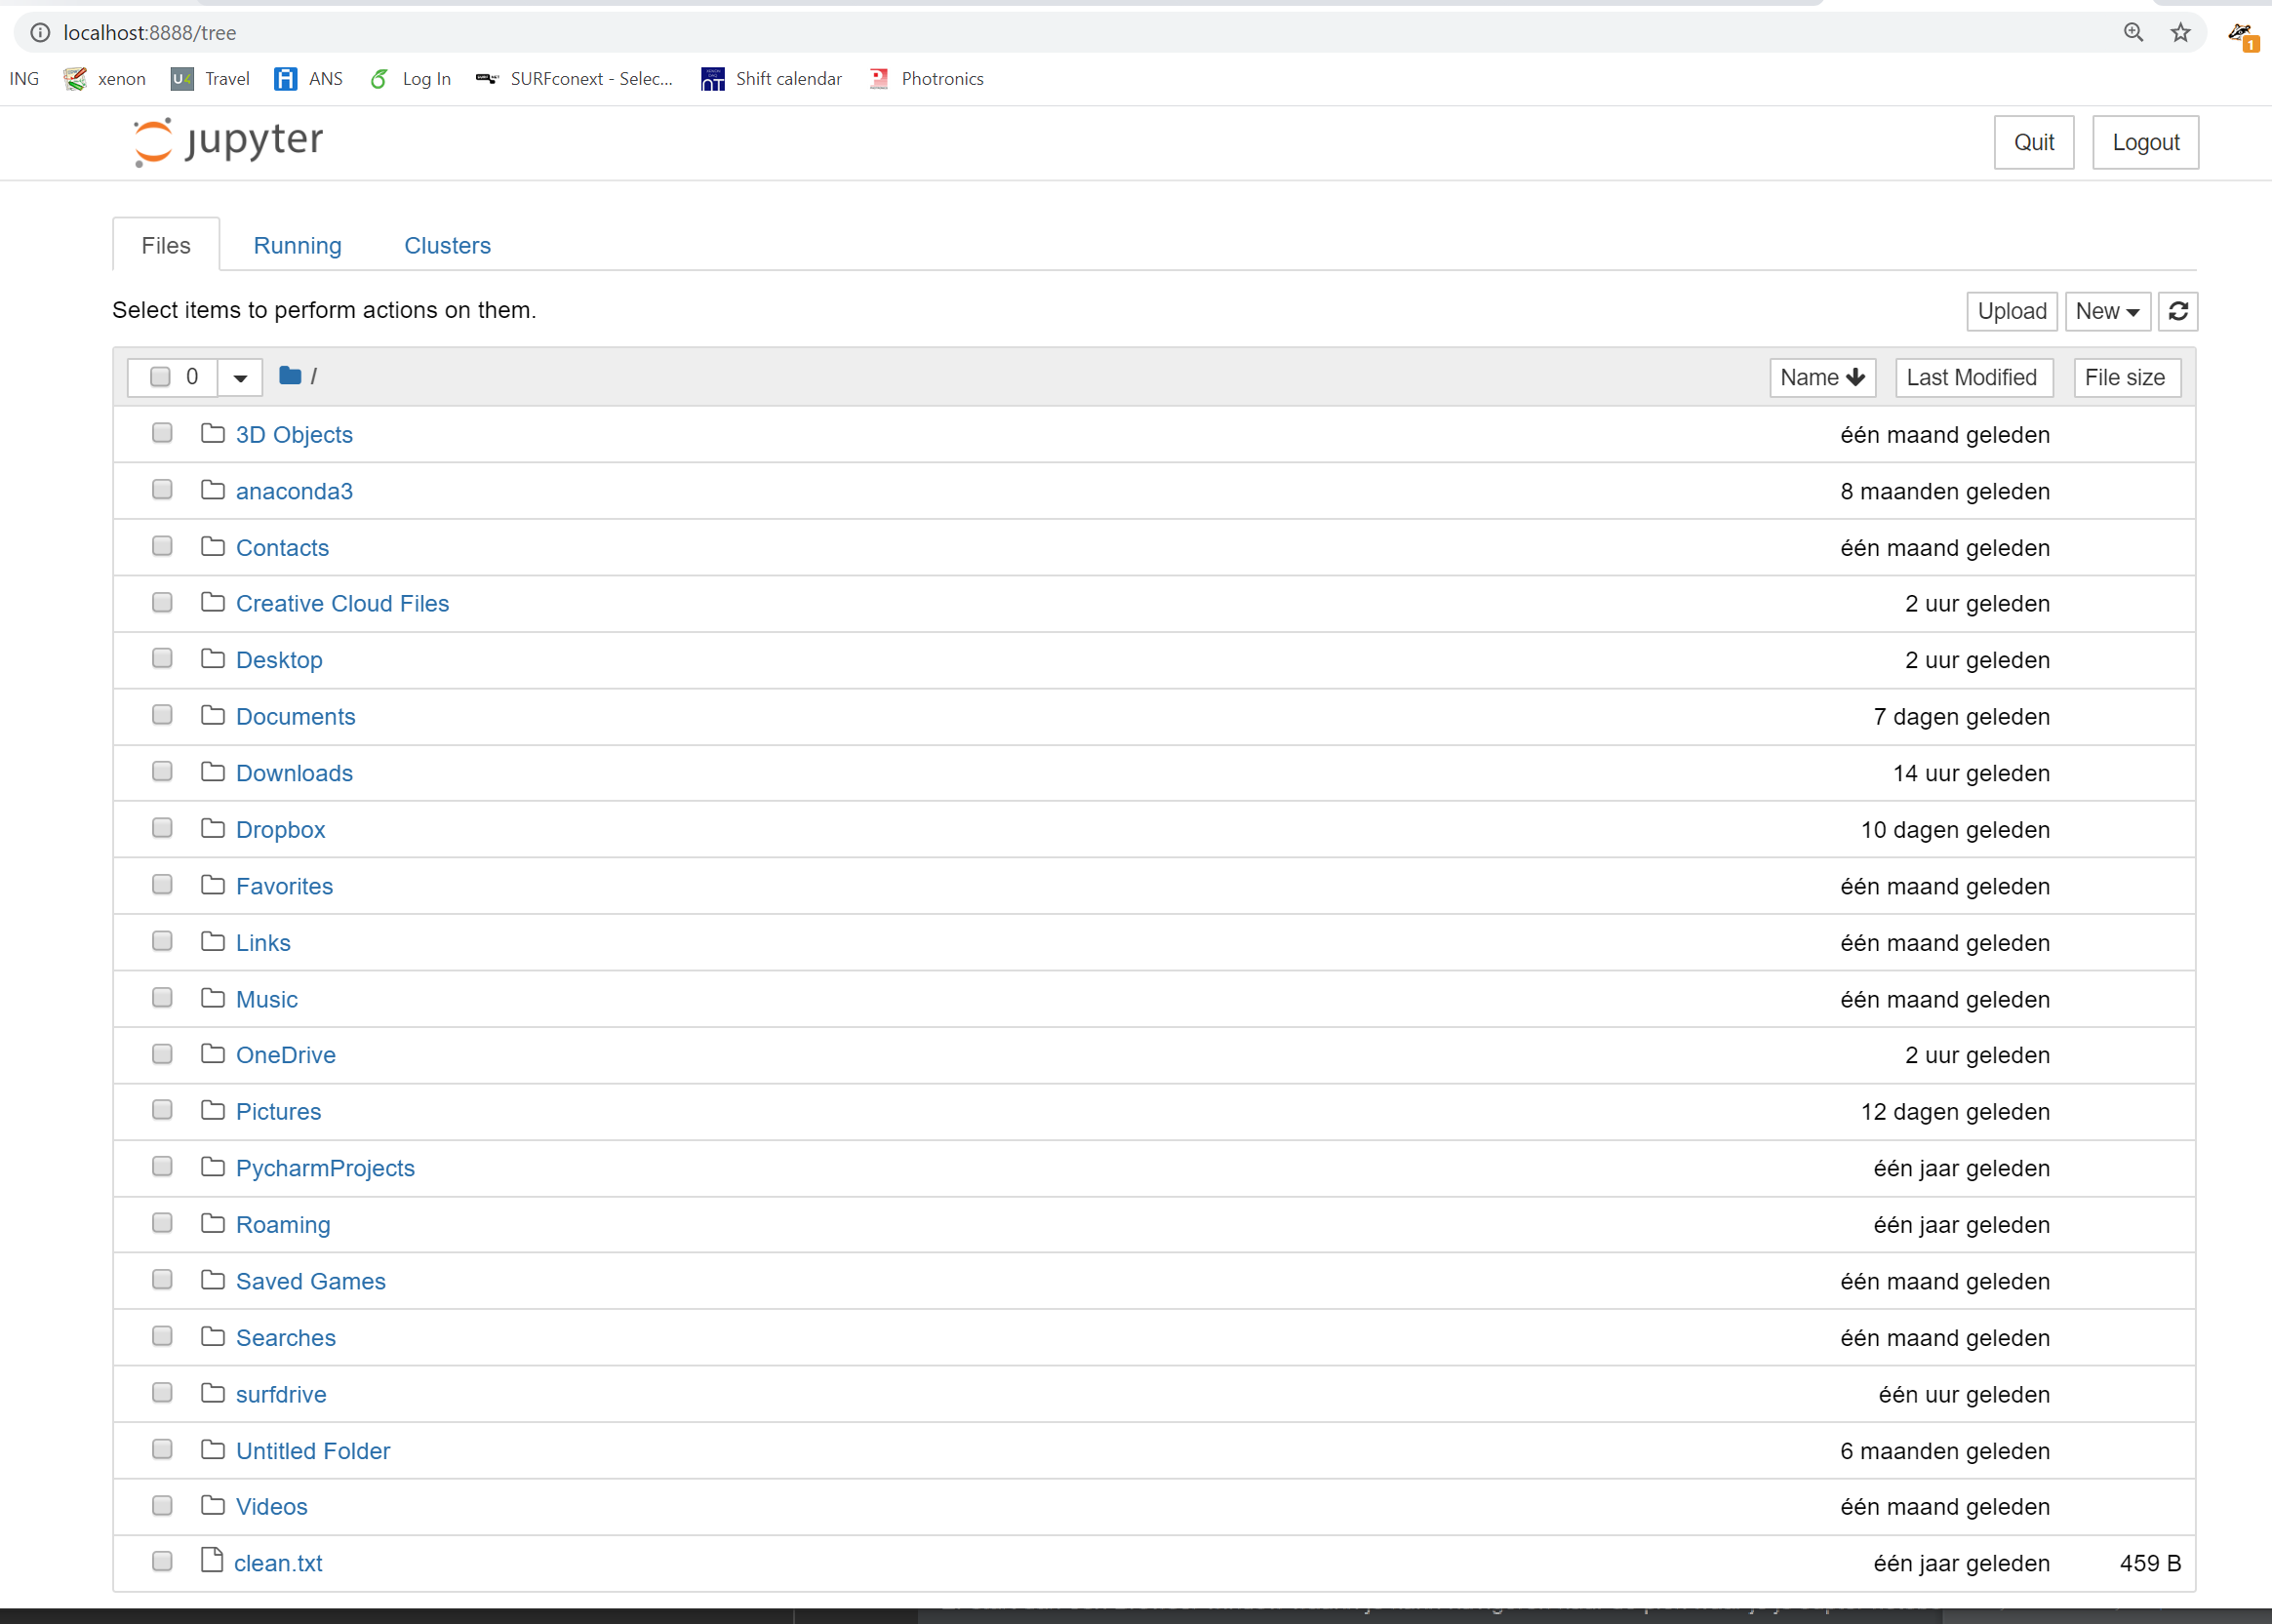 localhost:8888/tree
1
ING xenon U4 Travel ANS Log In SURFconext - Selec... Shift calendar Photronics
jupyter Quit Logout
Files Running Clusters
Select items to perform actions on them. Upload New
0 / Name Last Modified File size
3D Objects één maand geleden
anaconda3 8 maanden geleden
Contacts één maand geleden
Creative Cloud Files 2 uur geleden
Desktop 2 uur geleden
Documents 7 dagen geleden
Downloads 14 uur geleden
Dropbox 10 dagen geleden
Favorites één maand geleden
Links één maand geleden
Music één maand geleden
OneDrive 2 uur geleden
Pictures 12 dagen geleden
PycharmProjects één jaar geleden
Roaming één jaar geleden
Saved Games één maand geleden
Searches één maand geleden
surfdrive één uur geleden
Untitled Folder 6 maanden geleden
Videos één maand geleden
clean.txt één jaar geleden 459 B